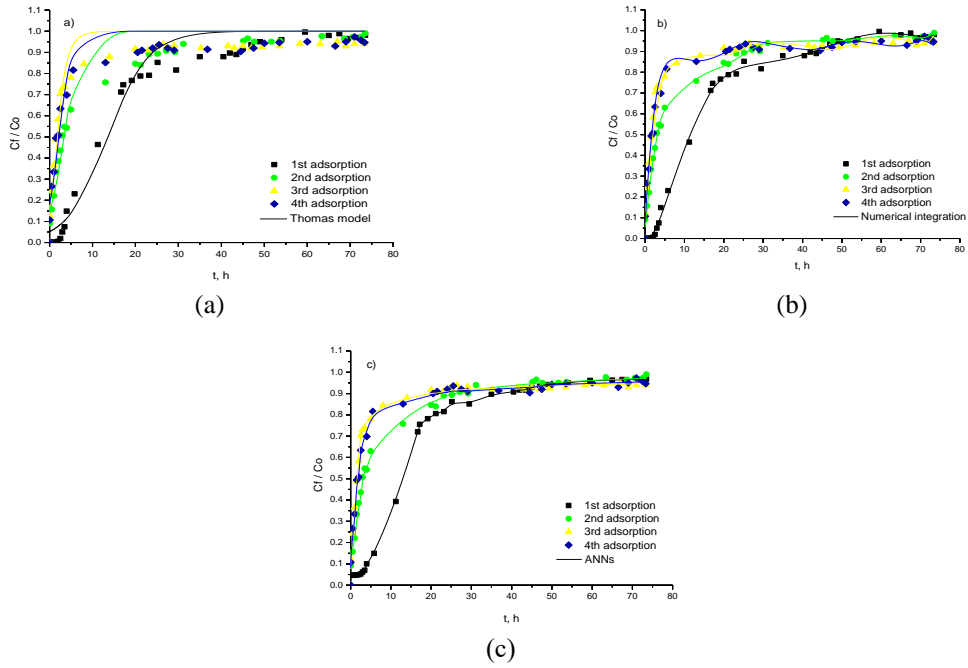 a)
1.1
1.0
0.9
0.8
0.7
0.6
0.5
0.4
0.3
0.2
0.1
0.0
Cf / Co
1st adsorption
2nd adsorption
3rd adsorption
4th adsorption
Thomas model
0 10 20 30 40 50 60 70 80
t, h
(a)
b)
1.1
1.0
0.9
0.8
0.7
0.6
0.5
0.4
0.3
0.2
0.1
0.0
Cf / Co
1st adsorption
2nd adsorption
3rd adsorption
4th adsorption
Numerical integration
0 10 20 30 40 50 60 70 80
t, h
(b)
c)
1.1
1.0
0.9
0.8
0.7
0.6
0.5
0.4
0.3
0.2
0.1
0.0
Cf / Co
1st adsorption
2nd adsorption
3rd adsorption
4th adsorption
ANNs
0 10 20 30 40 50 60 70 80
t, h
(c)